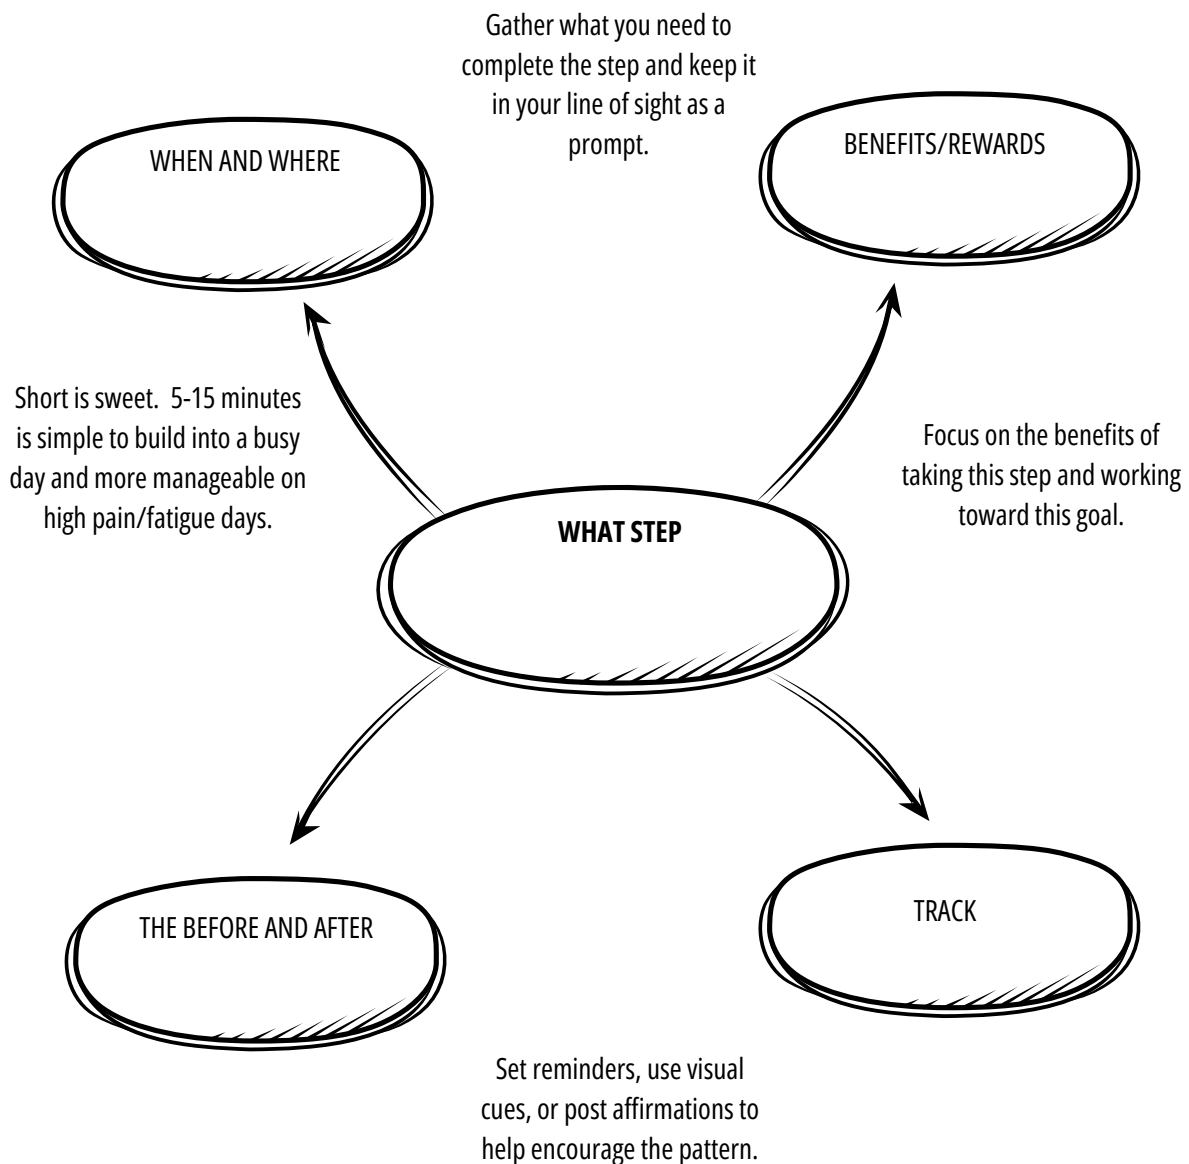 Gather what you need to
complete the step and keep it
in your line of sight as a
prompt.
WHEN AND WHERE
BENEFITS/REWARDS
Short is sweet.  5-15 minutes
is simple to build into a busy
day and more manageable on
high pain/fatigue days.
Focus on the benefits of
taking this step and working
toward this goal.
WHAT STEP
THE BEFORE AND AFTER
TRACK
Set reminders, use visual
cues, or post affirmations to
help encourage the pattern.